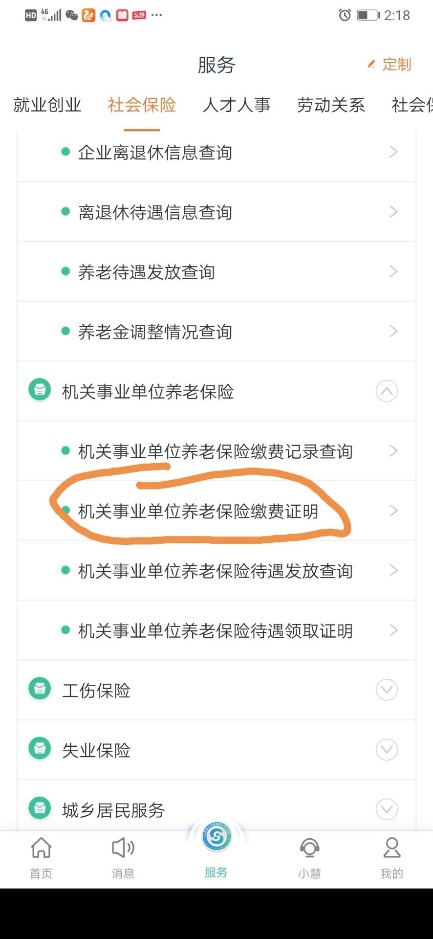 HD 4G 2:18
服务
定制
就业创业 社会保险 人才人事 劳动关系 社会保
企业离退休信息查询
离退休待遇信息查询
养老待遇发放查询
养老金调整情况查询
机关事业单位养老保险
机关事业单位养老保险缴费记录查询
机关事业单位养老保险缴费证明
机关事业单位养老保险待遇发放查询
机关事业单位养老保险待遇领取证明
工伤保险
失业保险
城乡居民服务
首页 消息 服务 小慧 我的